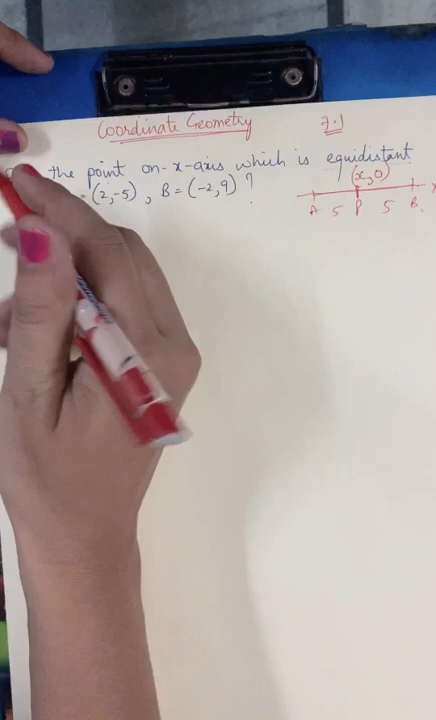 Coordinate Geometry 7.1
the point on x-axis which is equidistant
= (2, -5) , B = (-2, 9) ?
(x, 0)
A 5 P 5 B